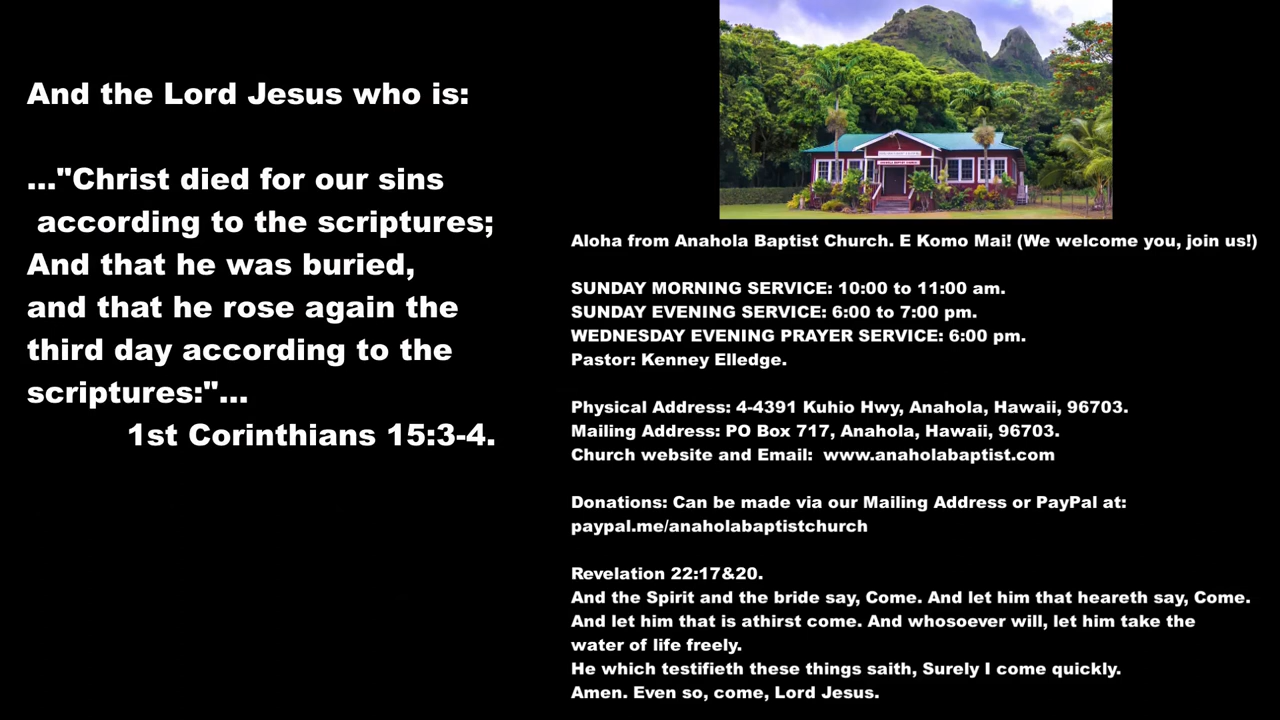 And the Lord Jesus who is:
..."Christ died for our sins
according to the scriptures;
And that he was buried,
and that he rose again the
third day according to the
scriptures:"...
1st Corinthians 15:3-4.
Aloha from Anahola Baptist Church. E Komo Mai! (We welcome you, join us!)
SUNDAY MORNING SERVICE: 10:00 to 11:00 am.
SUNDAY EVENING SERVICE: 6:00 to 7:00 pm.
WEDNESDAY EVENING PRAYER SERVICE: 6:00 pm.
Pastor: Kenney Elledge.
Physical Address: 4-4391 Kuhio Hwy, Anahola, Hawaii, 96703.
Mailing Address: PO Box 717, Anahola, Hawaii, 96703.
Church website and Email:  www.anaholabaptist.com
Donations: Can be made via our Mailing Address or PayPal at:
paypal.me/anaholabaptistchurch
Revelation 22:17&20.
And the Spirit and the bride say, Come. And let him that heareth say, Come.
And let him that is athirst come. And whosoever will, let him take the
water of life freely.
He which testifieth these things saith, Surely I come quickly.
Amen. Even so, come, Lord Jesus.